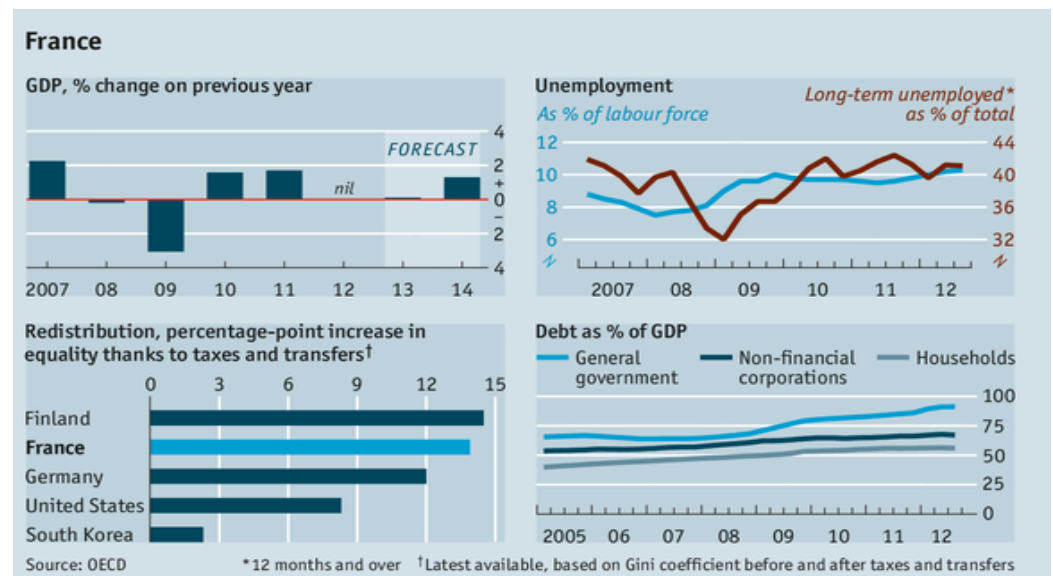 France
GDP, % change on previous year
4
FORECAST
2
+
nil
0
–
2
4
2007 08 09 10 11 12 13 14
Unemployment
As % of labour force
Long-term unemployed*
as % of total
12 44
10 40
8 36
6 32
2007 08 09 10 11 12
Redistribution, percentage-point increase in
equality thanks to taxes and transfers†
0 3 6 9 12 15
Finland
France
Germany
United States
South Korea
Debt as % of GDP
General
government
Non-financial
corporations
Households
100
75
50
25
0
2005 06 07 08 09 10 11 12
Source: OECD *12 months and over †Latest available, based on Gini coefficient before and after taxes and transfers